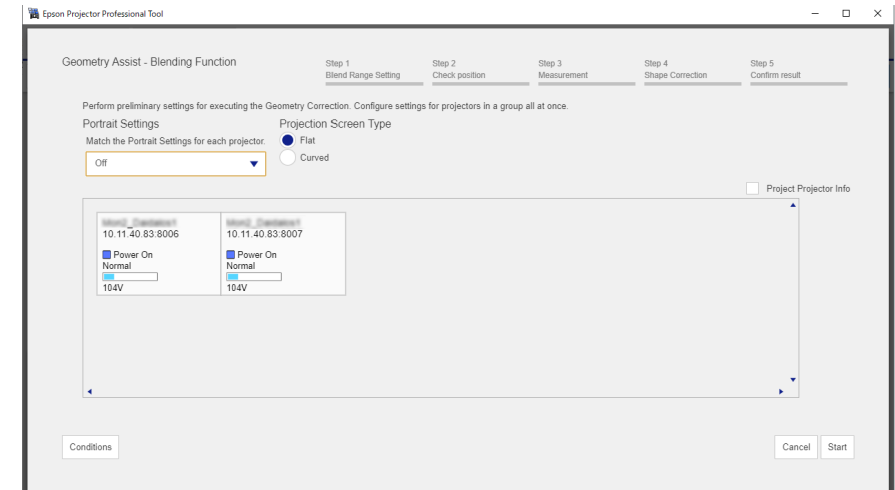 Epson Projector Professional Tool
Geometry Assist - Blending Function
Step 1
Blend Range Setting
Step 2
Check position
Step 3
Measurement
Step 4
Shape Correction
Step 5
Confirm result
Perform preliminary settings for executing the Geometry Correction. Configure settings for projectors in a group all at once.
Portrait Settings
Match the Portrait Settings for each projector.
Off
Projection Screen Type
Flat
Curved
Project Projector Info
10.11.40.83:8006
Power On
Normal
104V
10.11.40.83:8007
Power On
Normal
104V
Conditions
Cancel
Start